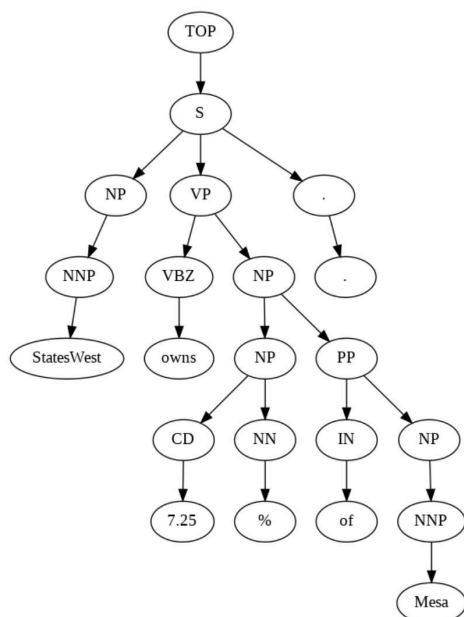 TOP
S
NP VP .
NNP VBZ NP .
StatesWest owns NP PP
CD NN IN NP
7.25 % of NNP
Mesa